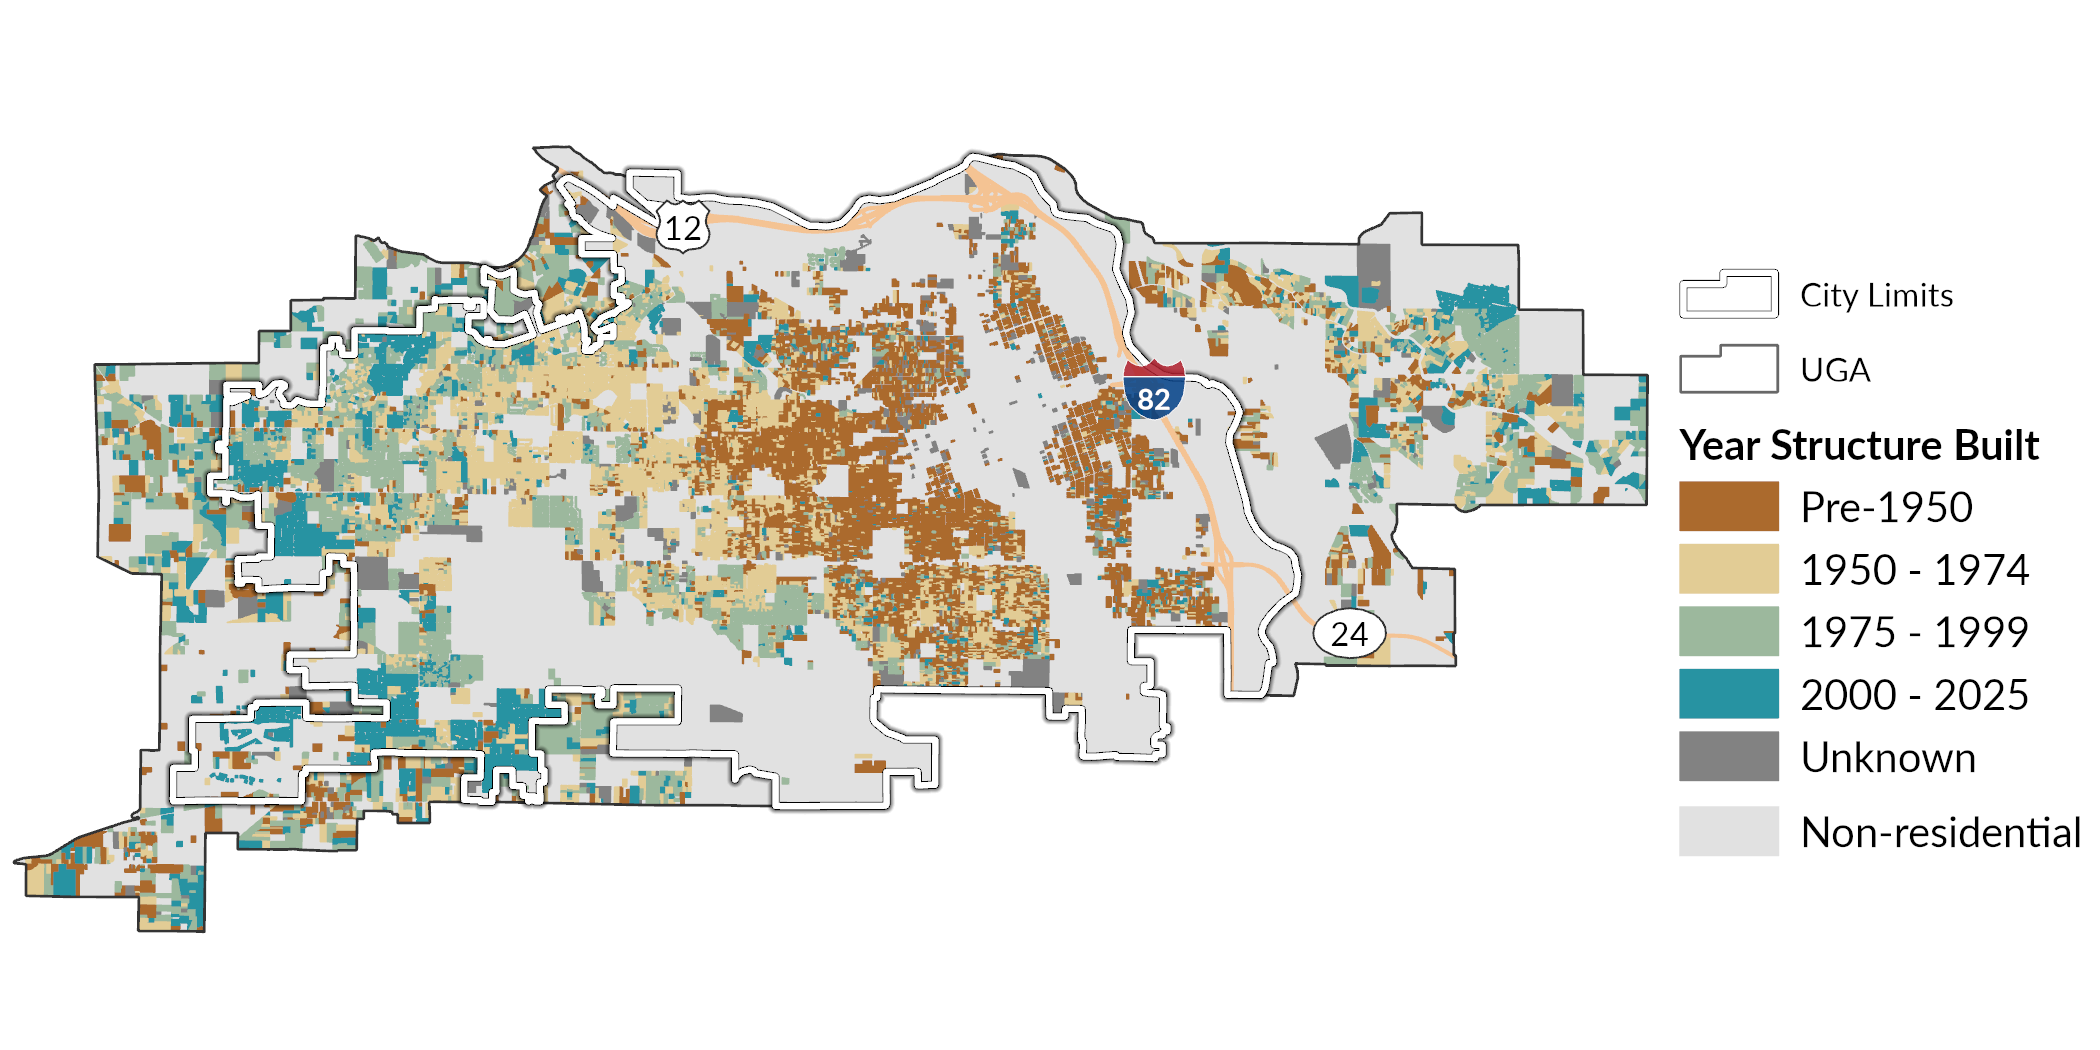 12
82
24
City Limits
UGA
Year Structure Built
Pre-1950
1950 - 1974
1975 - 1999
2000 - 2025
Unknown
Non-residential